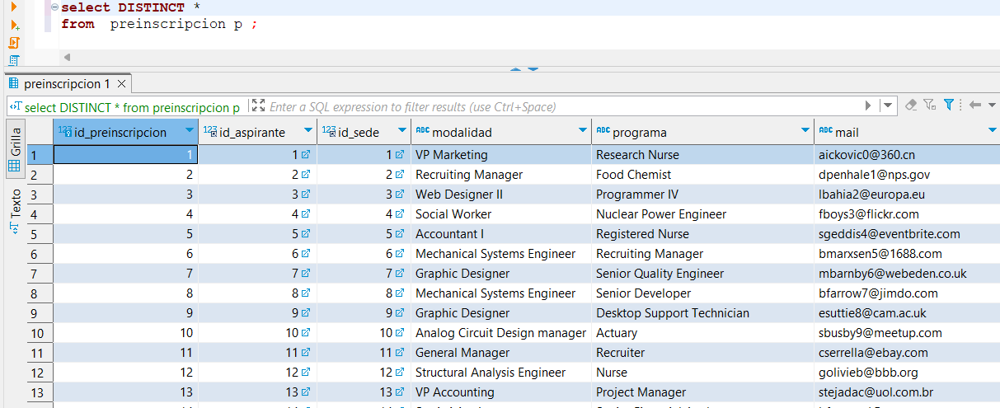 select DISTINCT *
from preinscripcion p ;
preinscripcion 1
select DISTINCT * from preinscripcion p Enter a SQL expression to filter results (use Ctrl+Space)
Grilla
Texto
123 id_preinscripcion 123 id_aspirante 123 id_sede ABC modalidad ABC programa ABC mail
1 1 1 1 VP Marketing Research Nurse aickovic0@360.cn
2 2 2 2 Recruiting Manager Food Chemist dpenhale1@nps.gov
3 3 3 3 Web Designer II Programmer IV lbahia2@europa.eu
4 4 4 4 Social Worker Nuclear Power Engineer fboys3@flickr.com
5 5 5 5 Accountant I Registered Nurse sgeddis4@eventbrite.com
6 6 6 6 Mechanical Systems Engineer Recruiting Manager bmarxsen5@1688.com
7 7 7 7 Graphic Designer Senior Quality Engineer mbarnby6@webeden.co.uk
8 8 8 8 Mechanical Systems Engineer Senior Developer bfarrow7@jimdo.com
9 9 9 9 Graphic Designer Desktop Support Technician esuttie8@cam.ac.uk
10 10 10 10 Analog Circuit Design manager Actuary sbusby9@meetup.com
11 11 11 11 General Manager Recruiter cserrella@ebay.com
12 12 12 12 Structural Analysis Engineer Nurse golivieb@bbb.org
13 13 13 13 VP Accounting Project Manager stejadac@uol.com.br